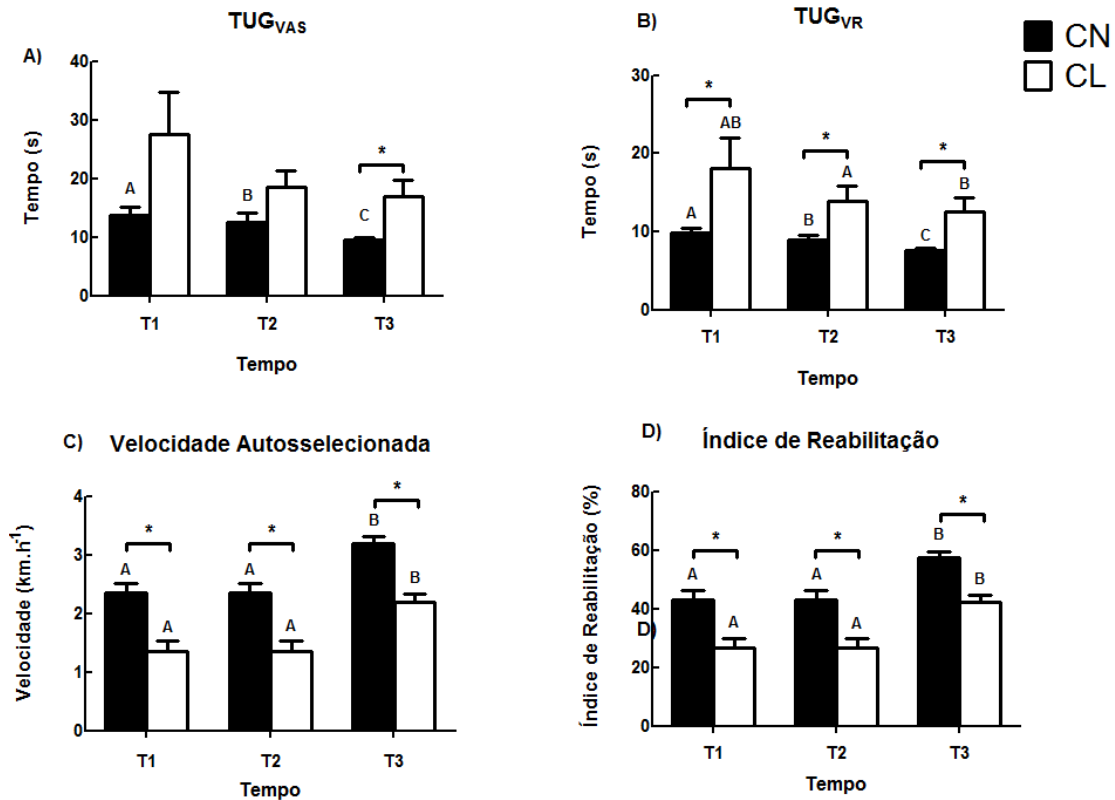 A)
TUGVAS
Tempo (s)
40
30
20
10
0
A
B
C
*
T1
T2
T3
Tempo
B)
TUGVR
CN
CL
Tempo (s)
30
20
10
0
*
*
*
A
AB
B
A
C
B
T1
T2
T3
Tempo
C)
Velocidade Autosselecionada
Velocidade (km.h-1)
4
3
2
1
0
*
*
*
A
A
A
A
B
B
T1
T2
T3
Tempo
D)
Índice de Reabilitação
Índice de Reabilitação (%)
D)
80
60
40
20
0
*
*
*
A
A
A
A
B
B
T1
T2
T3
Tempo